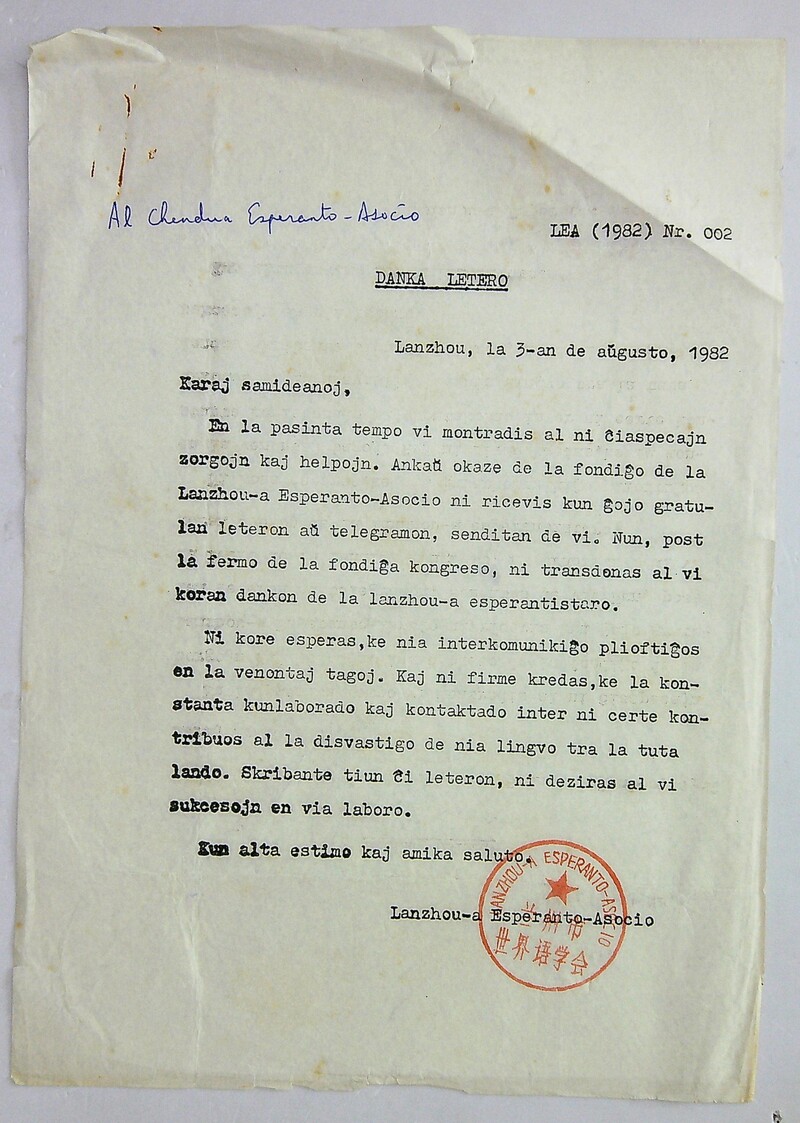 Al Chendua Esperanto-Asocio
LEA (1982) Nr. 002
DANKA LETERO
Lanzhou, la 3-an de aŭgusto, 1982
Karaj samideanoj,
En la pasinta tempo vi montradis al ni ĉiaspecajn
zorgojn kaj helpojn. Ankaŭ okaze de la fondiĝo de la
Lanzhou-a Esperanto-Asocio ni ricevis kun ĝojo gratu-
lan leteron aŭ telegramon, senditan de vi. Nun, post
la fermo de la fondiĝa kongreso, ni transdonas al vi
koran dankon de la lanzhou-a esperantistaro.
Ni kore esperas,ke nia interkomunikiĝo plioftiĝos
en la venontaj tagoj. Kaj ni firme kredas,ke la kon-
stanta kunlaborado kaj kontaktado inter ni certe kon-
tribuos al la disvastigo de nia lingvo tra la tuta
lando. Skribante tiun ĉi leteron, ni deziras al vi
sukcesojn en via laboro.
Kun alta estimo kaj amika saluto.
LANZHOU-A ESPERANTO-ASOCIO
Lanzhou-a Esperanto-Asocio
兰州市
世界语学会